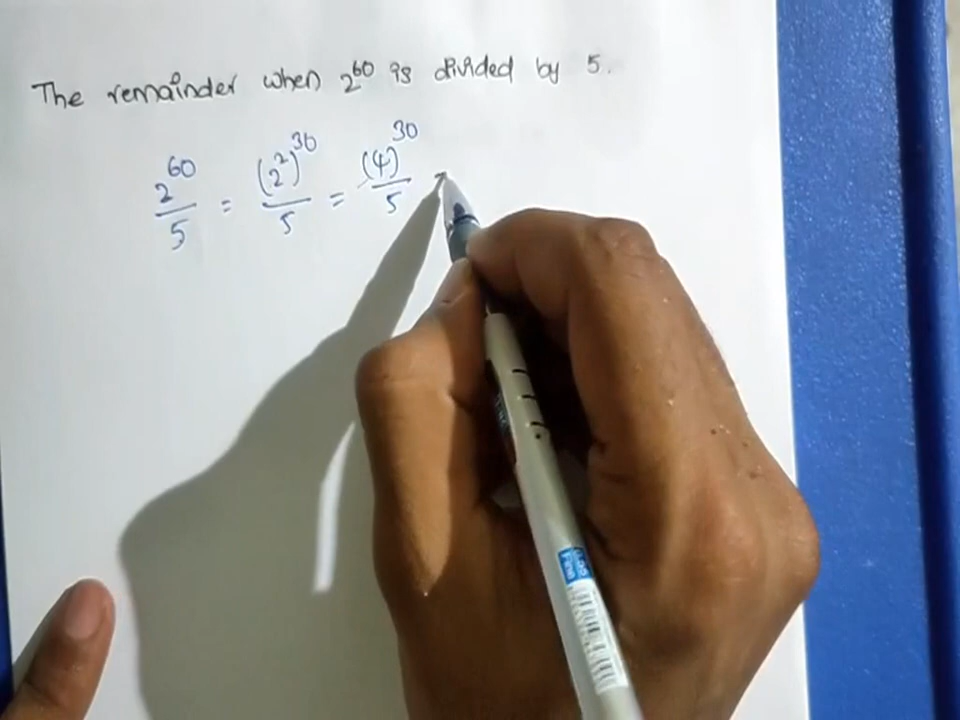 The remainder when 2^60 is divided by 5.
2^60/5 = (2^2)^30/5 = (4)^30/5
Fine